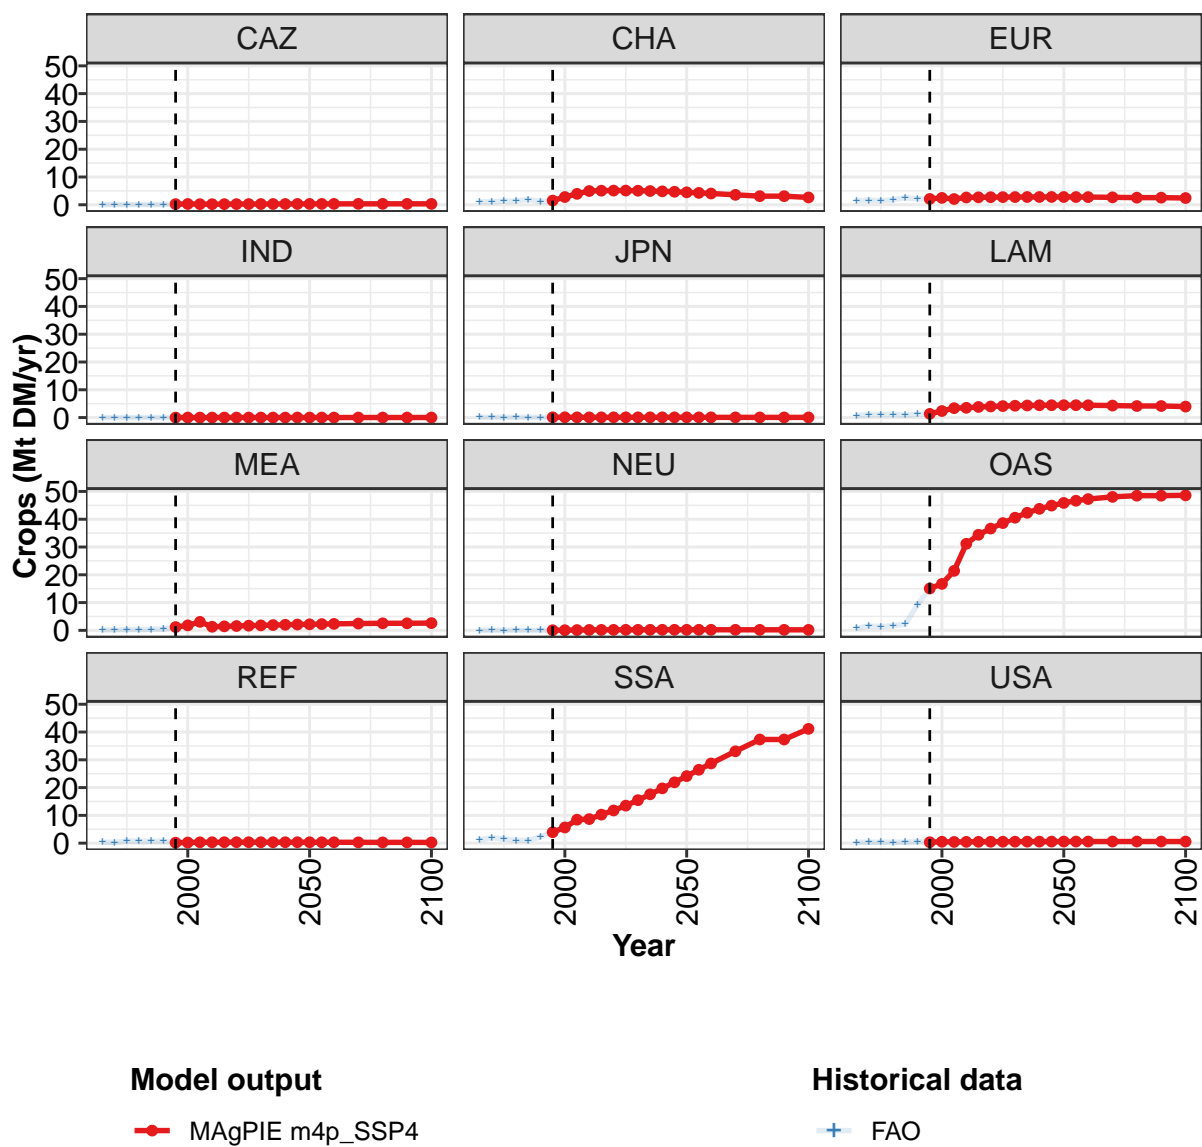 CAZ CHA EUR
50
40
30
20
10
0
IND JPN LAM
50
40
30
20
10
0
Crops (Mt DM/yr)
MEA NEU OAS
50
40
30
20
10
0
REF SSA USA
50
40
30
20
10
0
2000 2050 2100 2000 2050 2100 2000 2050 2100
Year
Model output Historical data
MAgPIE m4p_SSP4 FAO